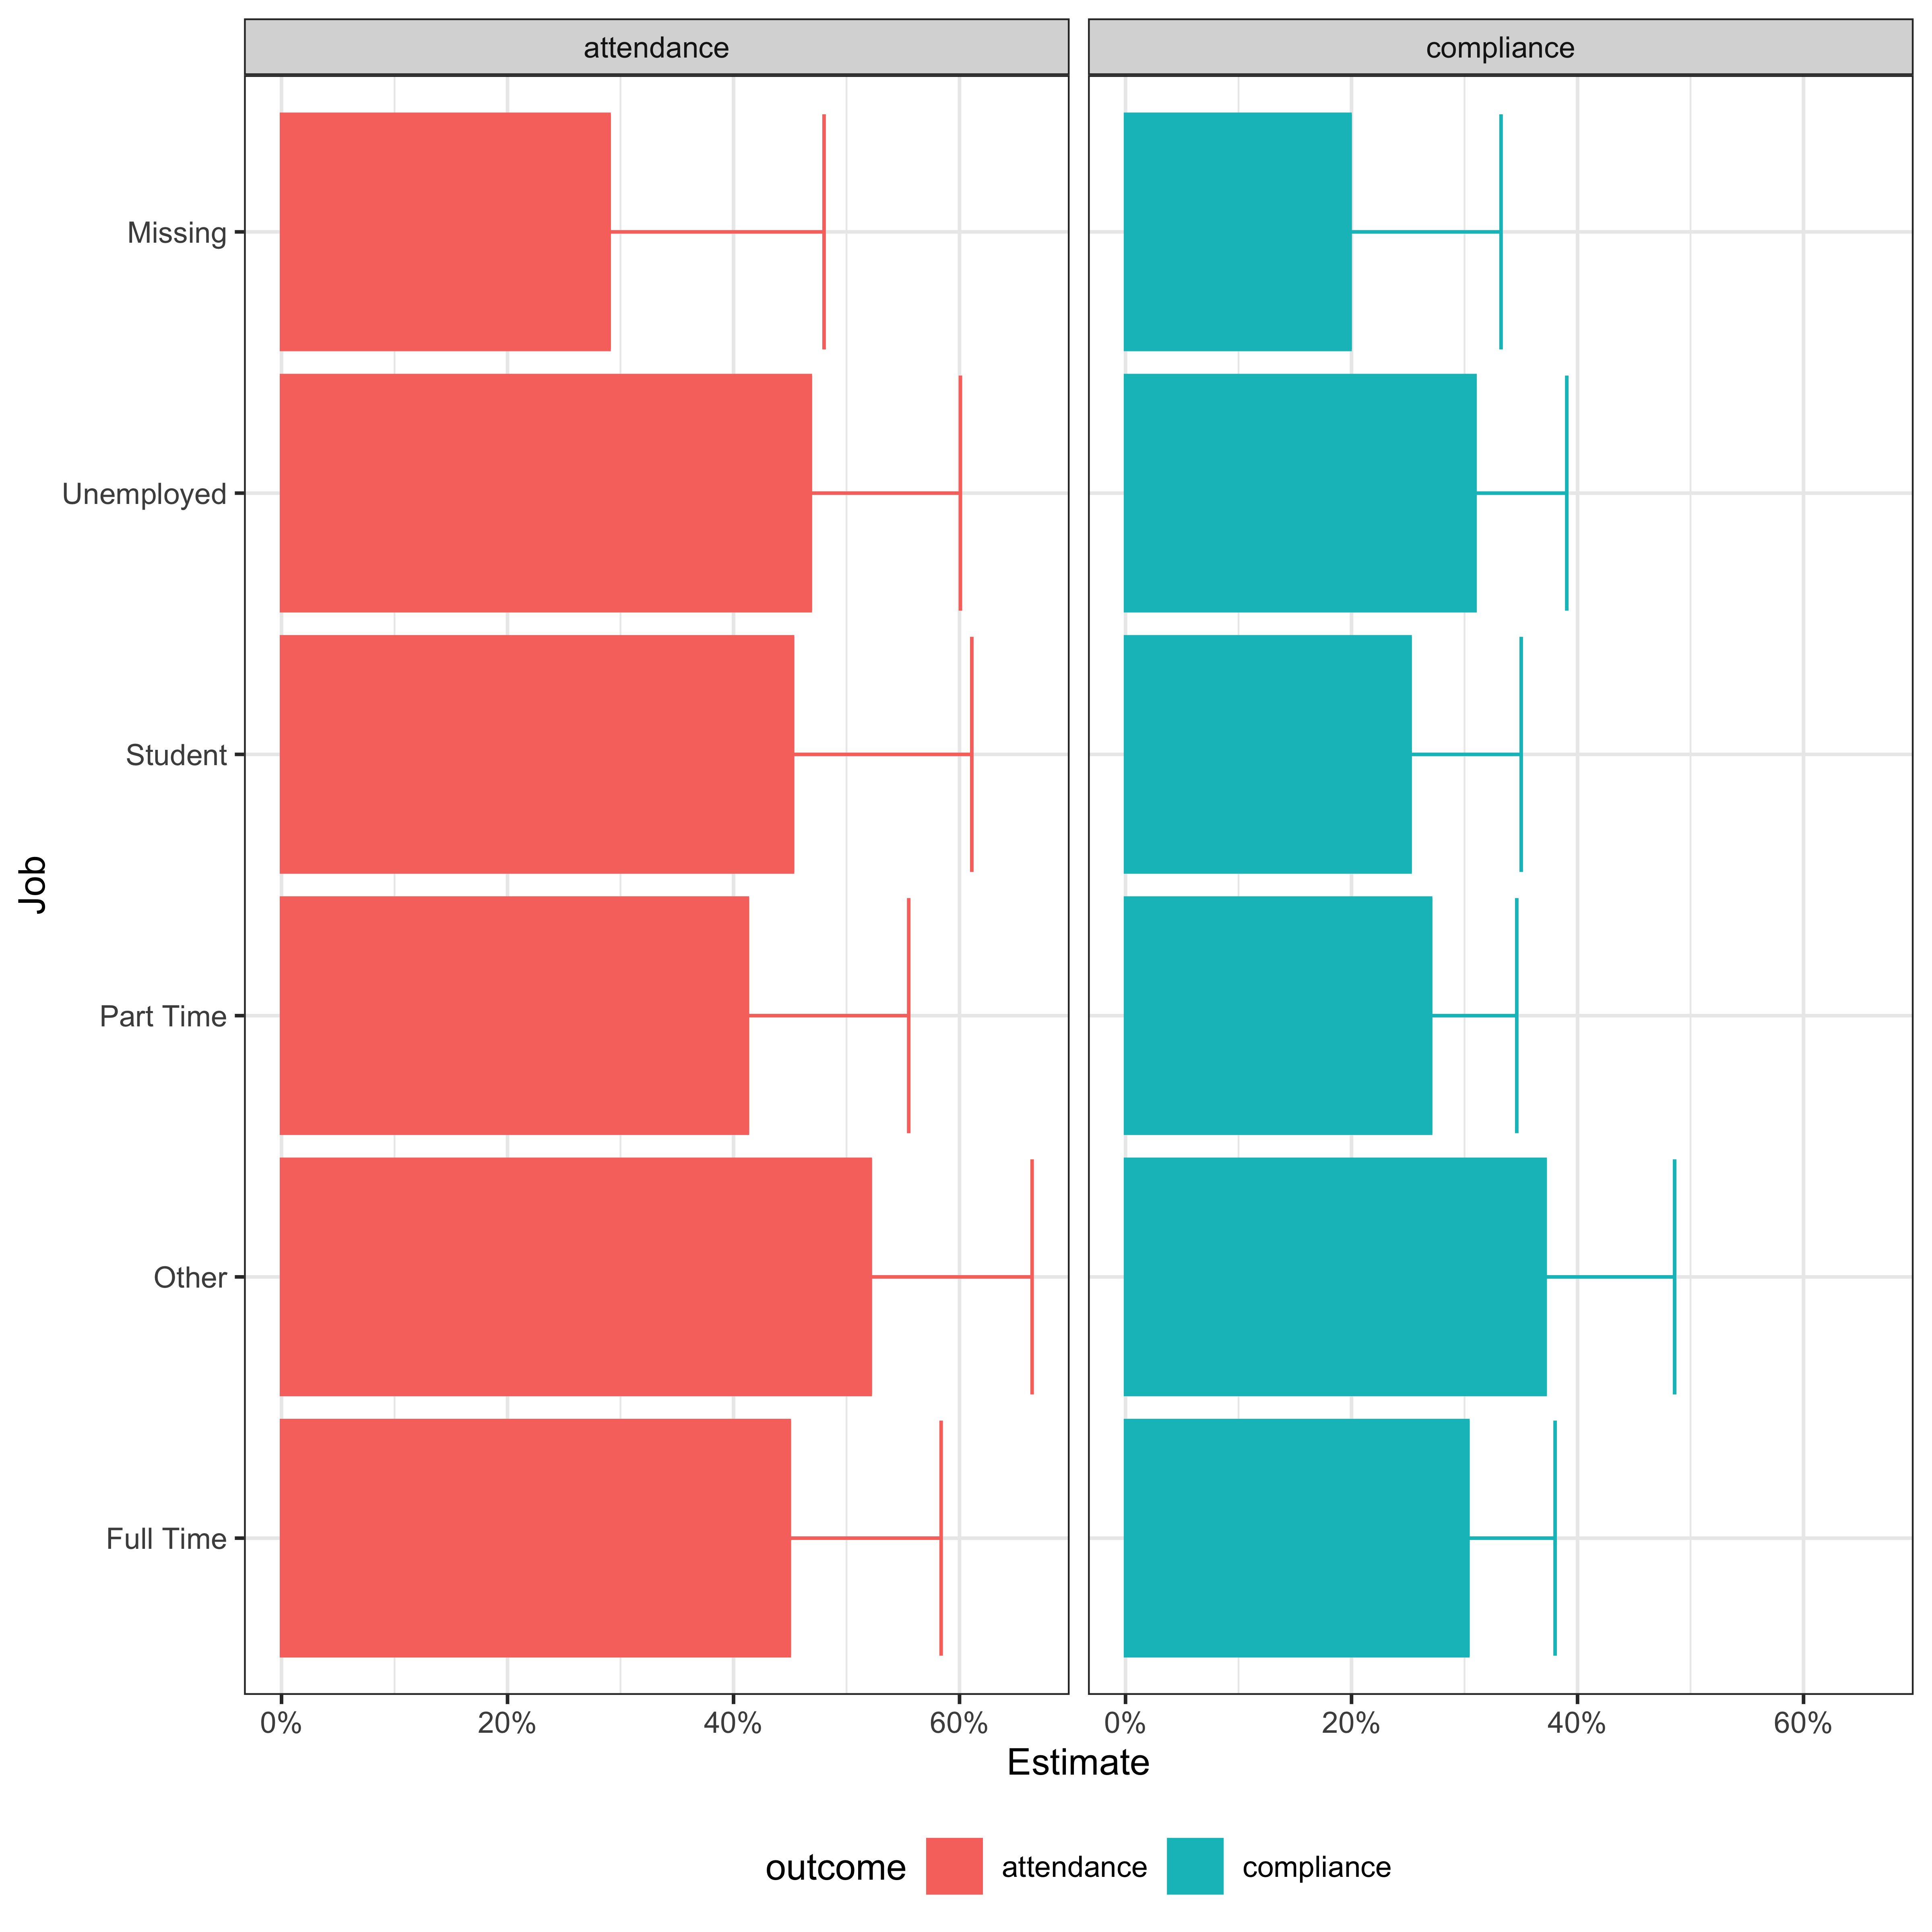 attendance compliance
Missing
Unemployed
Student
Job
Part Time
Other
Full Time
0% 20% 40% 60% 0% 20% 40% 60%
Estimate
outcome attendance compliance